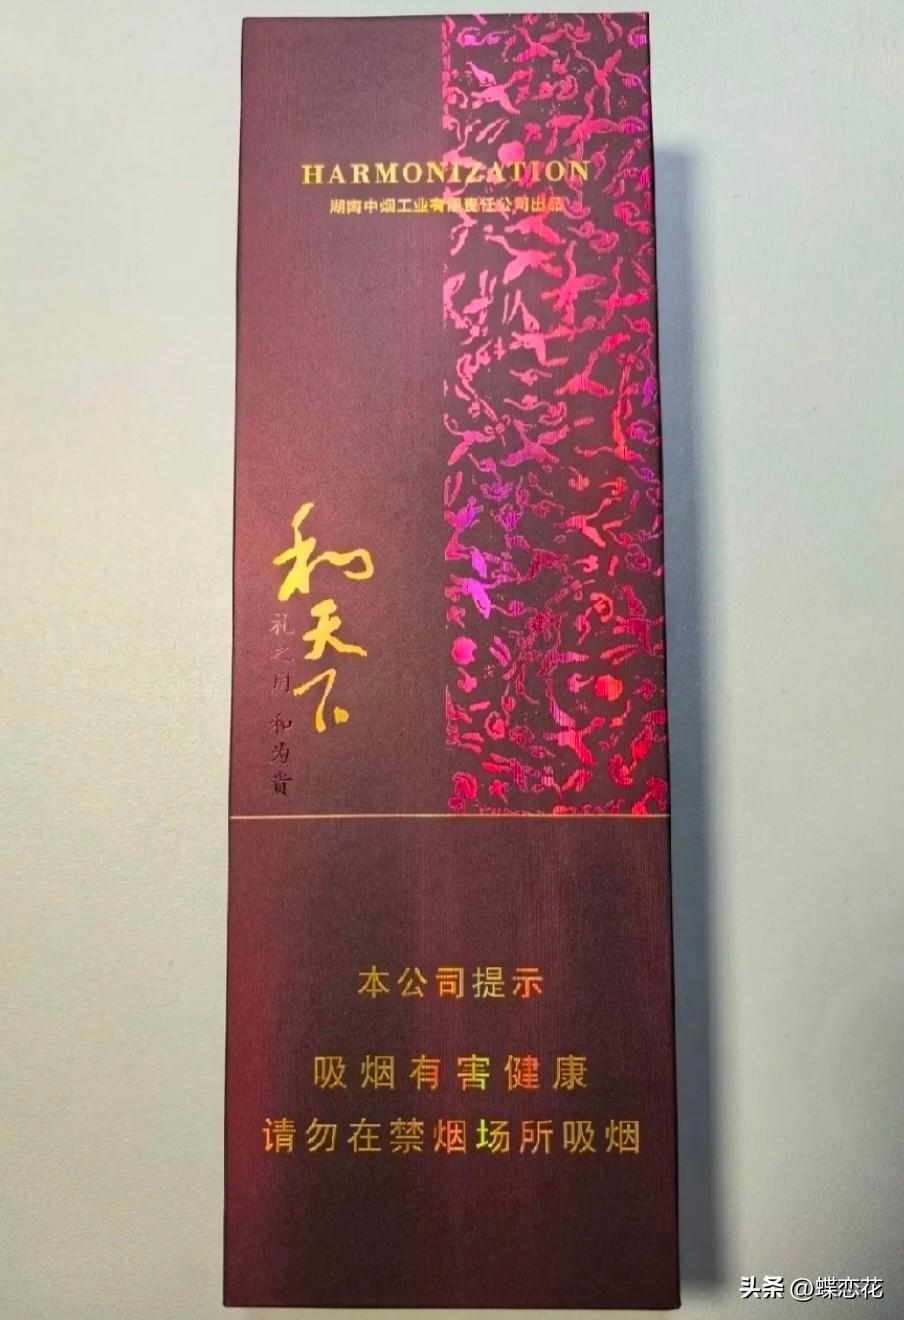 HARMONIZATION
湖南中烟工业有限责任公司出品
和天下
礼之用 和为贵
本公司提示
吸烟有害健康
请勿在禁烟场所吸烟
头条 @蝶恋花